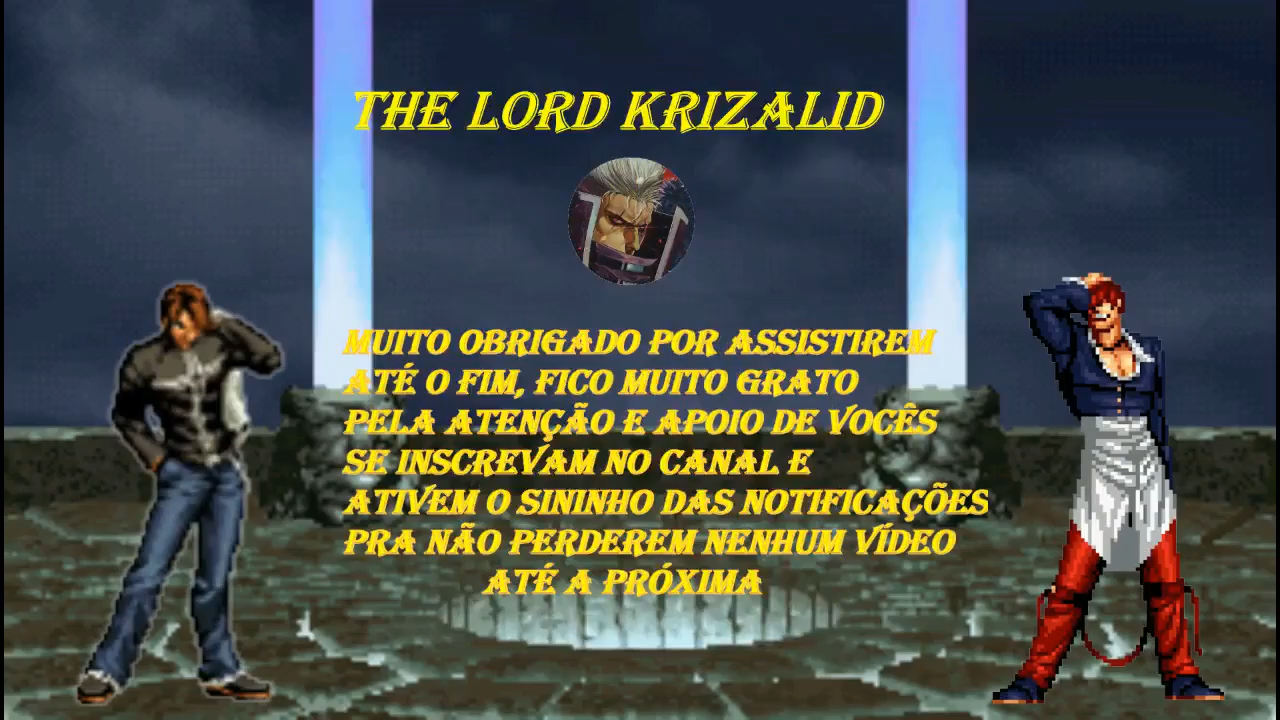 THE LORD KRIZALID
MUITO OBRIGADO POR ASSISTIREM
ATÉ O FIM, FICO MUITO GRATO
PELA ATENÇÃO E APOIO DE VOCÊS
SE INSCREVAM NO CANAL E
ATIVEM O SININHO DAS NOTIFICAÇÕES
PRA NÃO PERDEREM NENHUM VÍDEO
ATÉ A PRÓXIMA